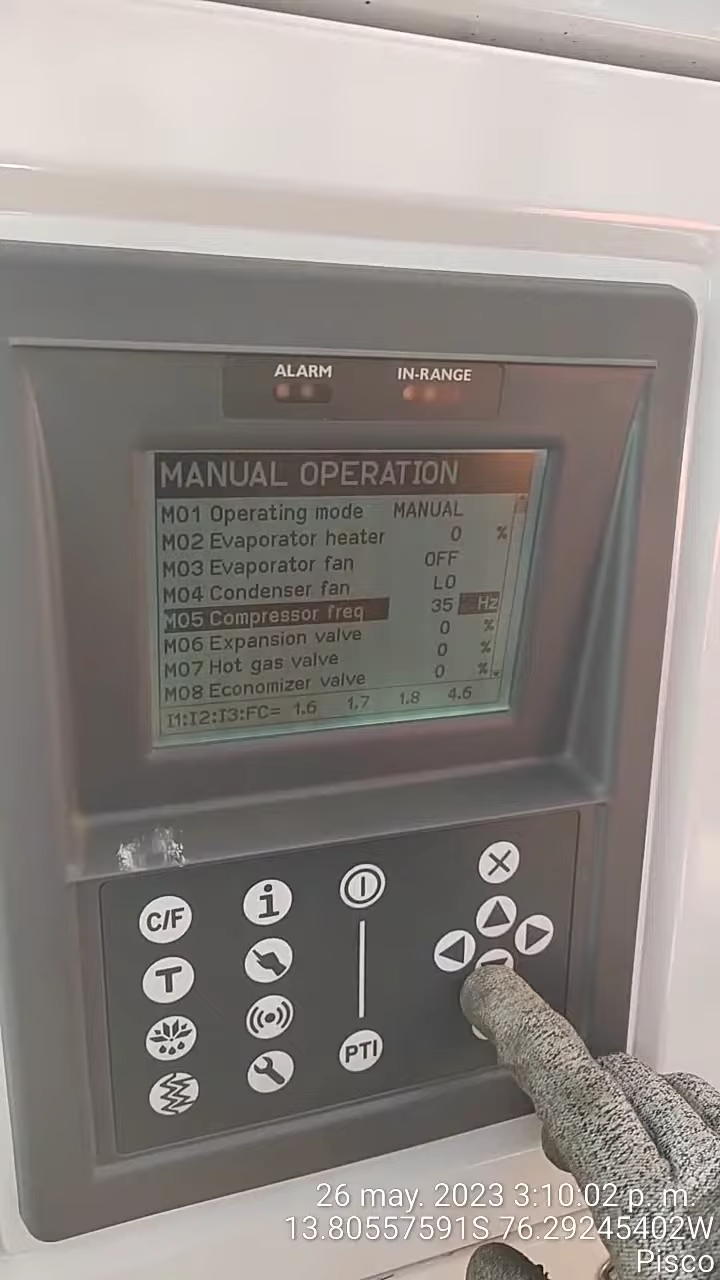 ALARM IN-RANGE
MANUAL OPERATION
M01 Operating mode MANUAL
M02 Evaporator heater 0 %
M03 Evaporator fan OFF
M04 Condenser fan LO
M05 Compressor freq 35 Hz
M06 Expansion valve 0 %
M07 Hot gas valve 0 %
M08 Economizer valve 0 %
I1:I2:I3:FC= 1.6 1.7 1.8 4.6
C/F
i
T
PTI
26 may. 2023 3:10:02 p. m.
13.80557591S 76.29245402W
Pisco